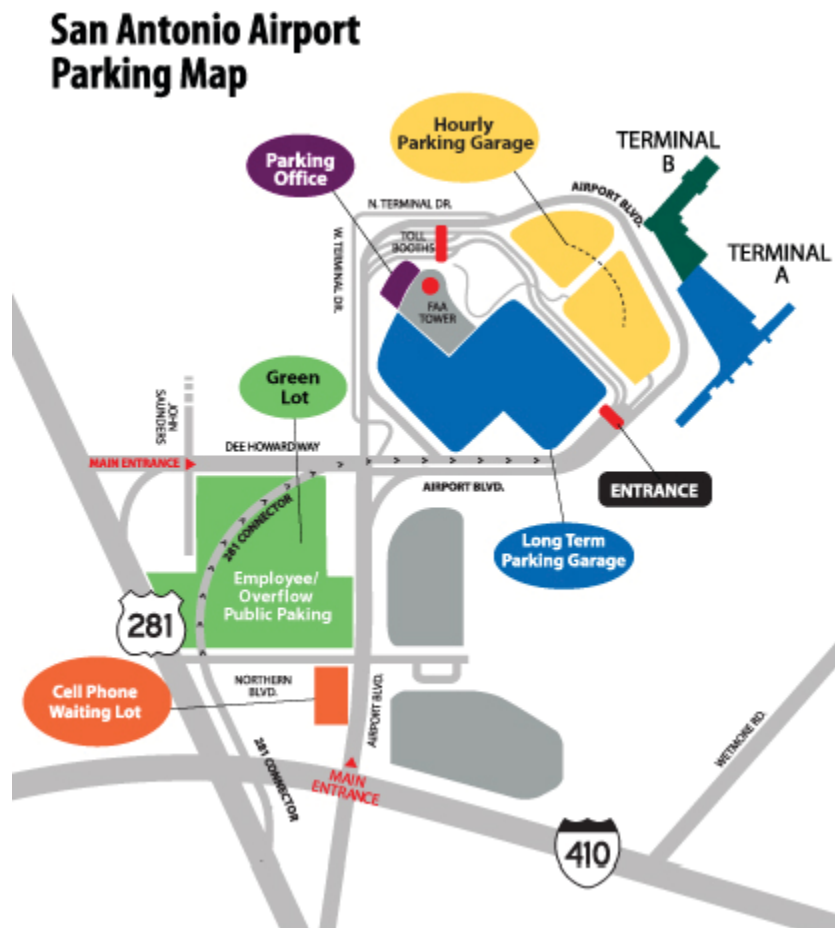 San Antonio Airport
Parking Map
Hourly
Parking Garage
Parking
Office
TERMINAL
B
AIRPORT BLVD.
N. TERMINAL DR.
W. TERMINAL DR.
TOLL
BOOTHS
TERMINAL
A
FAA
TOWER
Green
Lot
JOHN
SAUNDERS
DEE HOWARD WAY
MAIN ENTRANCE
AIRPORT BLVD.
ENTRANCE
281 CONNECTOR
Long Term
Parking Garage
Employee/
Overflow
Public Paking
281
NORTHERN
BLVD.
Cell Phone
Waiting Lot
AIRPORT BLVD.
WETMORE RD.
281 CONNECTOR
MAIN
ENTRANCE
410